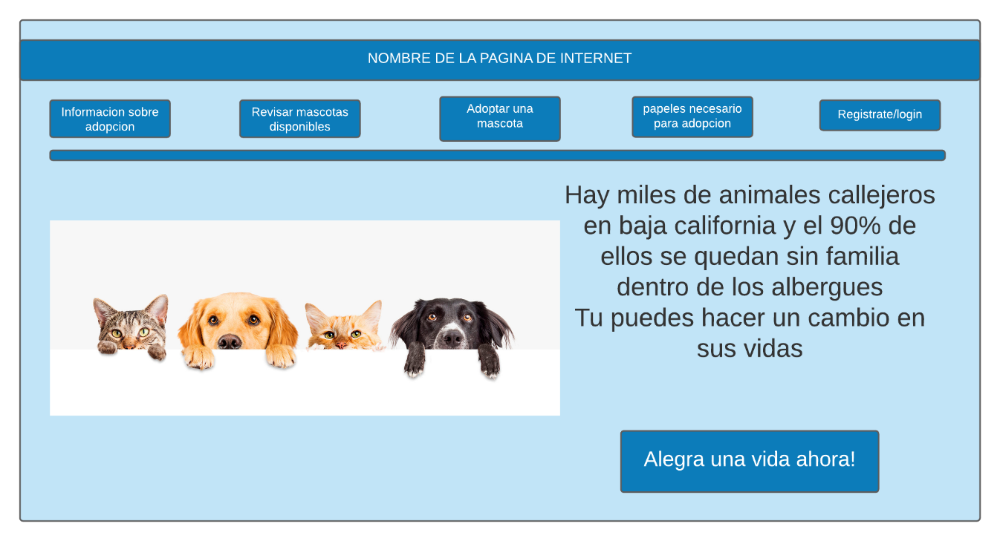 NOMBRE DE LA PAGINA DE INTERNET
Informacion sobre
adopcion
Revisar mascotas
disponibles
Adoptar una
mascota
papeles necesario
para adopcion
Registrate/login
Hay miles de animales callejeros
en baja california y el 90% de
ellos se quedan sin familia
dentro de los albergues
Tu puedes hacer un cambio en
sus vidas
Alegra una vida ahora!